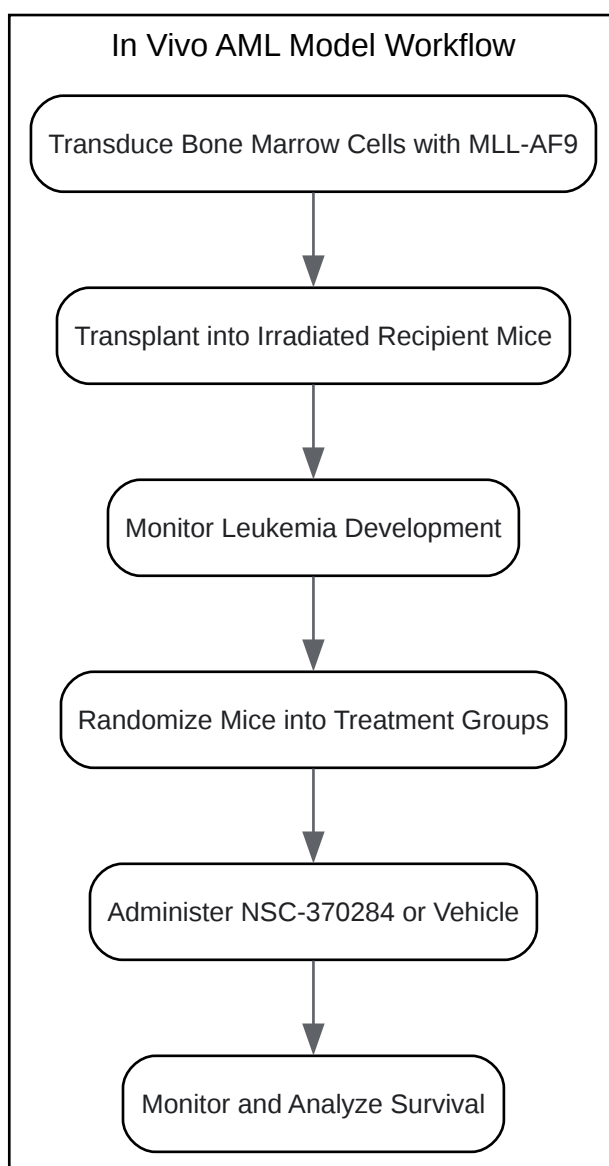 In Vivo AML Model Workflow
Transduce Bone Marrow Cells with MLL-AF9
Transplant into Irradiated Recipient Mice
Monitor Leukemia Development
Randomize Mice into Treatment Groups
Administer NSC-370284 or Vehicle
Monitor and Analyze Survival